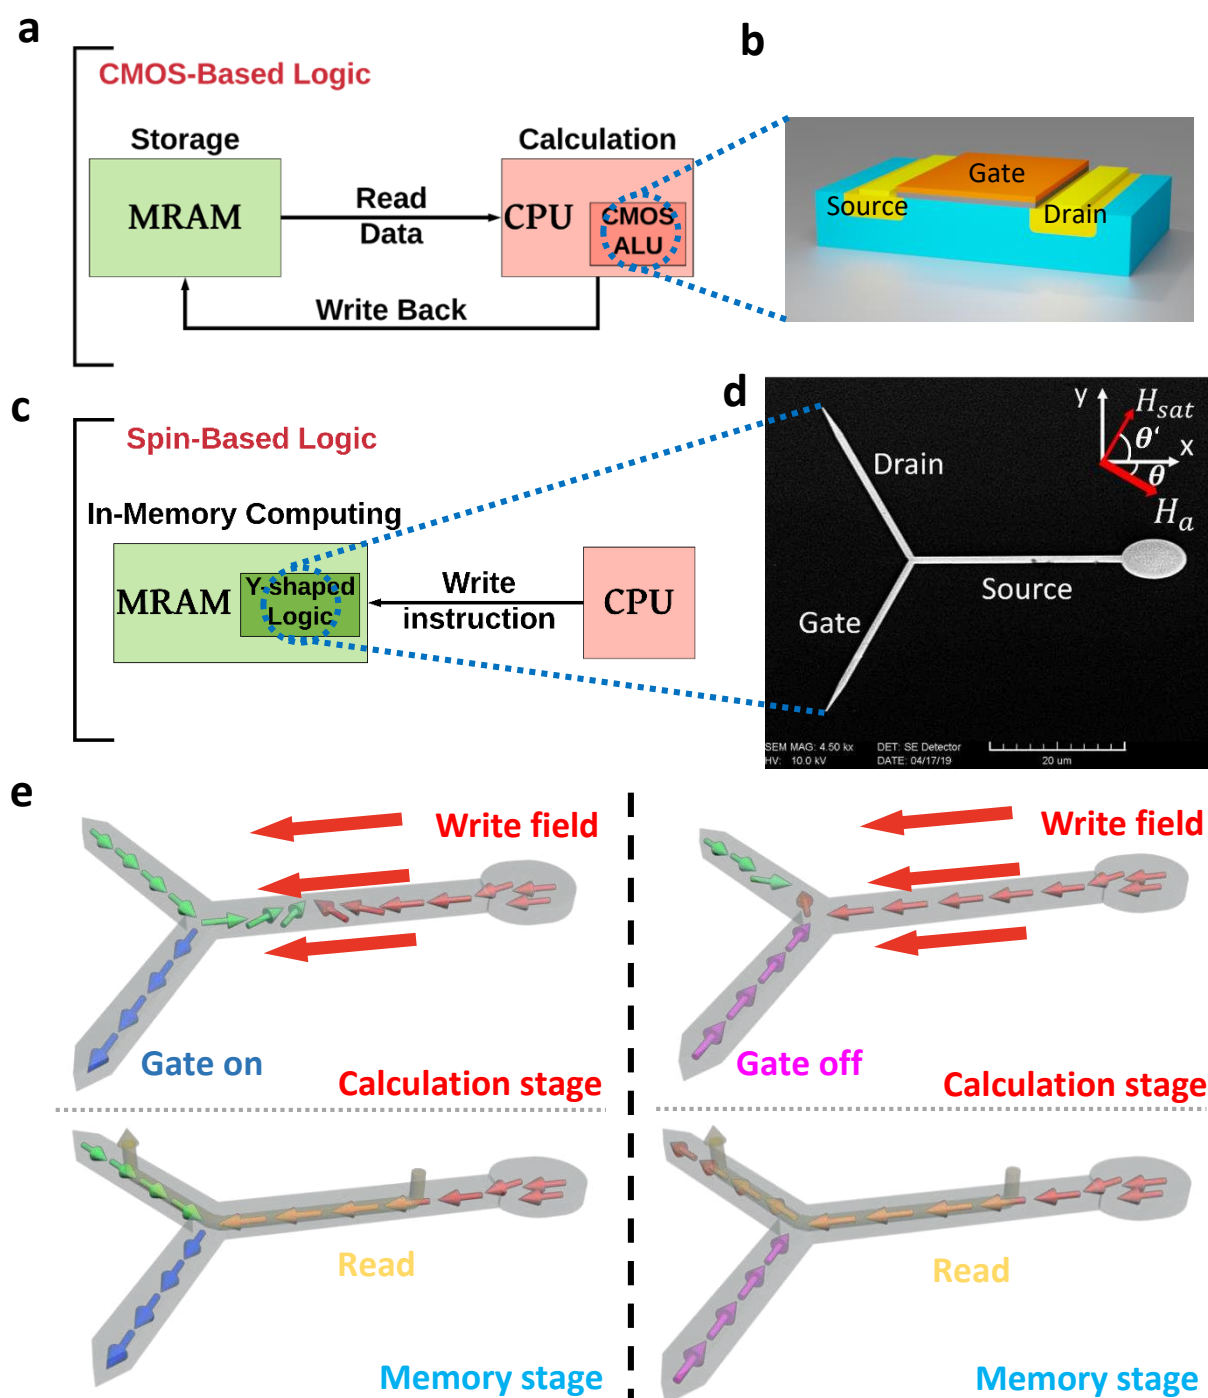 a
CMOS-Based Logic
Storage
MRAM
Read
Data
Calculation
CPU
CMOS
ALU
Write Back
b
Gate
Source
Drain
c
Spin-Based Logic
In-Memory Computing
MRAM
Y-shaped
Logic
Write
instruction
CPU
d
y
H_sat
θ‘
x
θ
H_a
Drain
Source
Gate
SEM MAG: 4.50 kx DET: SE Detector
HV: 10.0 kV DATE: 04/17/19 20 um
e
Write field
Gate on
Calculation stage
Read
Memory stage
Write field
Gate off
Calculation stage
Read
Memory stage